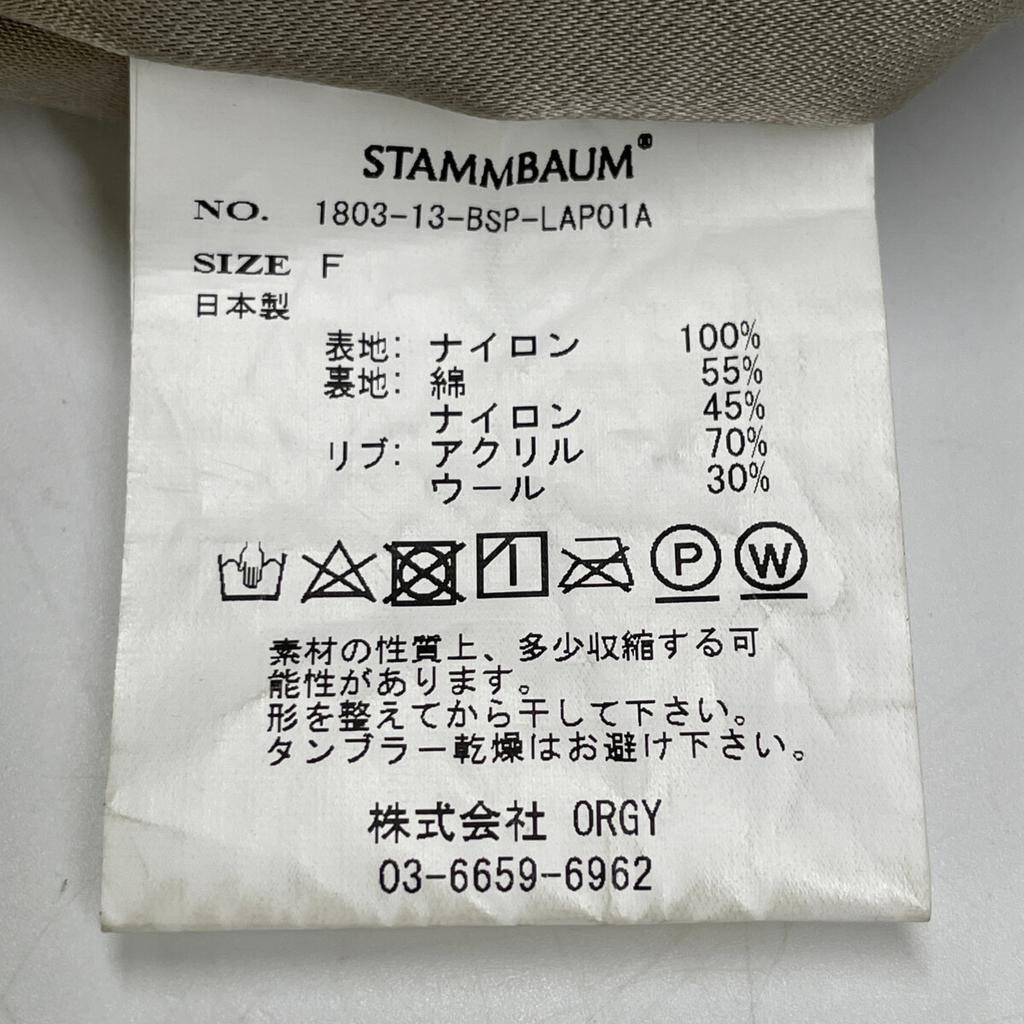 STAMMBAUM®
NO. 1803-13-BSP-LAP01A
SIZE F
日本製
表地: ナイロン 100%
裏地: 綿 55%
ナイロン 45%
リブ: アクリル 70%
ウール 30%
P W
素材の性質上、多少収縮する可
能性があります。
形を整えてから干して下さい。
タンブラー乾燥はお避け下さい。
株式会社 ORGY
03-6659-6962